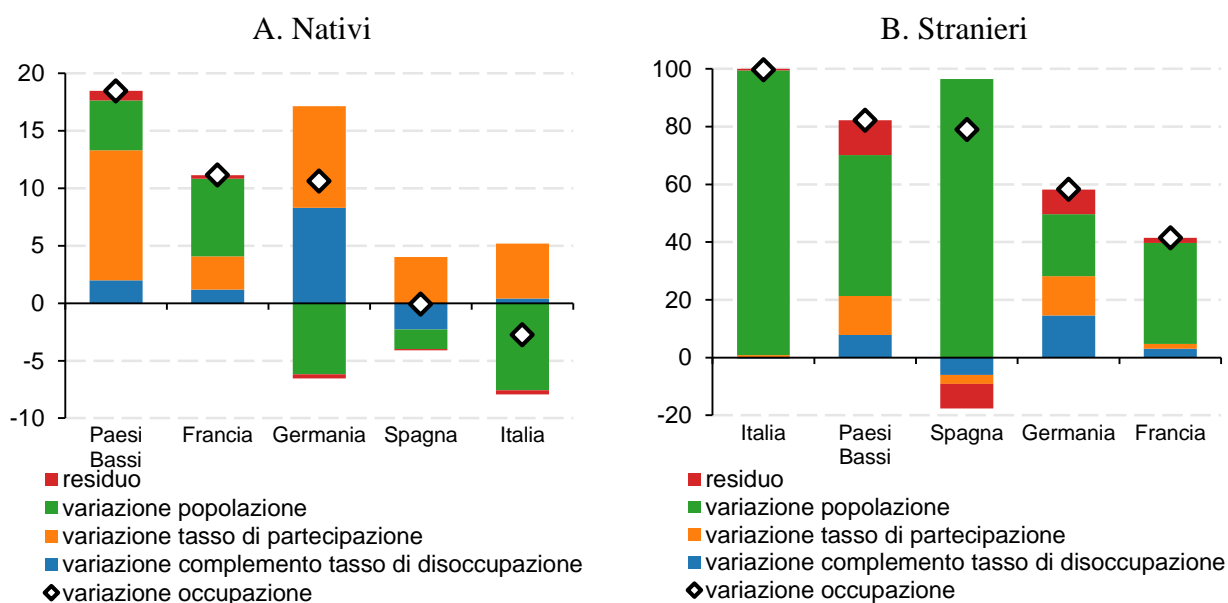 A. Nativi
20
15
10
5
0
-5
-10
Paesi Bassi
Francia
Germania
Spagna
Italia
residuo
variazione popolazione
variazione tasso di partecipazione
variazione complemento tasso di disoccupazione
variazione occupazione
B. Stranieri
100
80
60
40
20
0
-20
Italia
Paesi Bassi
Spagna
Germania
Francia
residuo
variazione popolazione
variazione tasso di partecipazione
variazione complemento tasso di disoccupazione
variazione occupazione